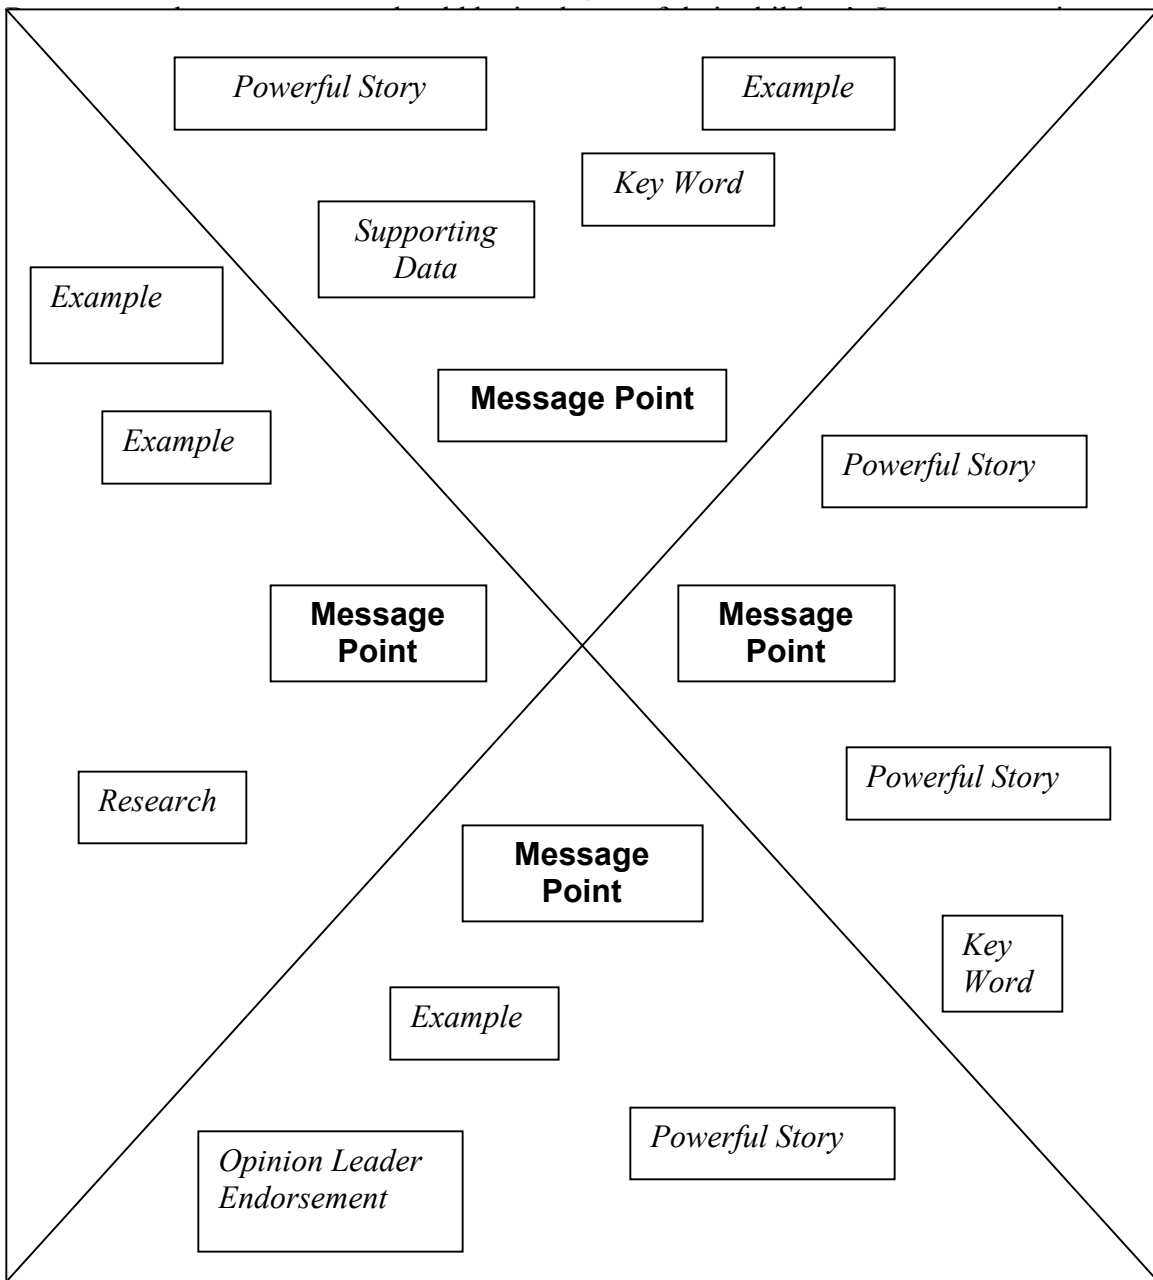 Powerful Story
Example
Key Word
Supporting
Data
Example
Message Point
Example
Powerful Story
Message
Point
Message
Point
Powerful Story
Research
Message
Point
Key
Word
Example
Powerful Story
Opinion Leader
Endorsement